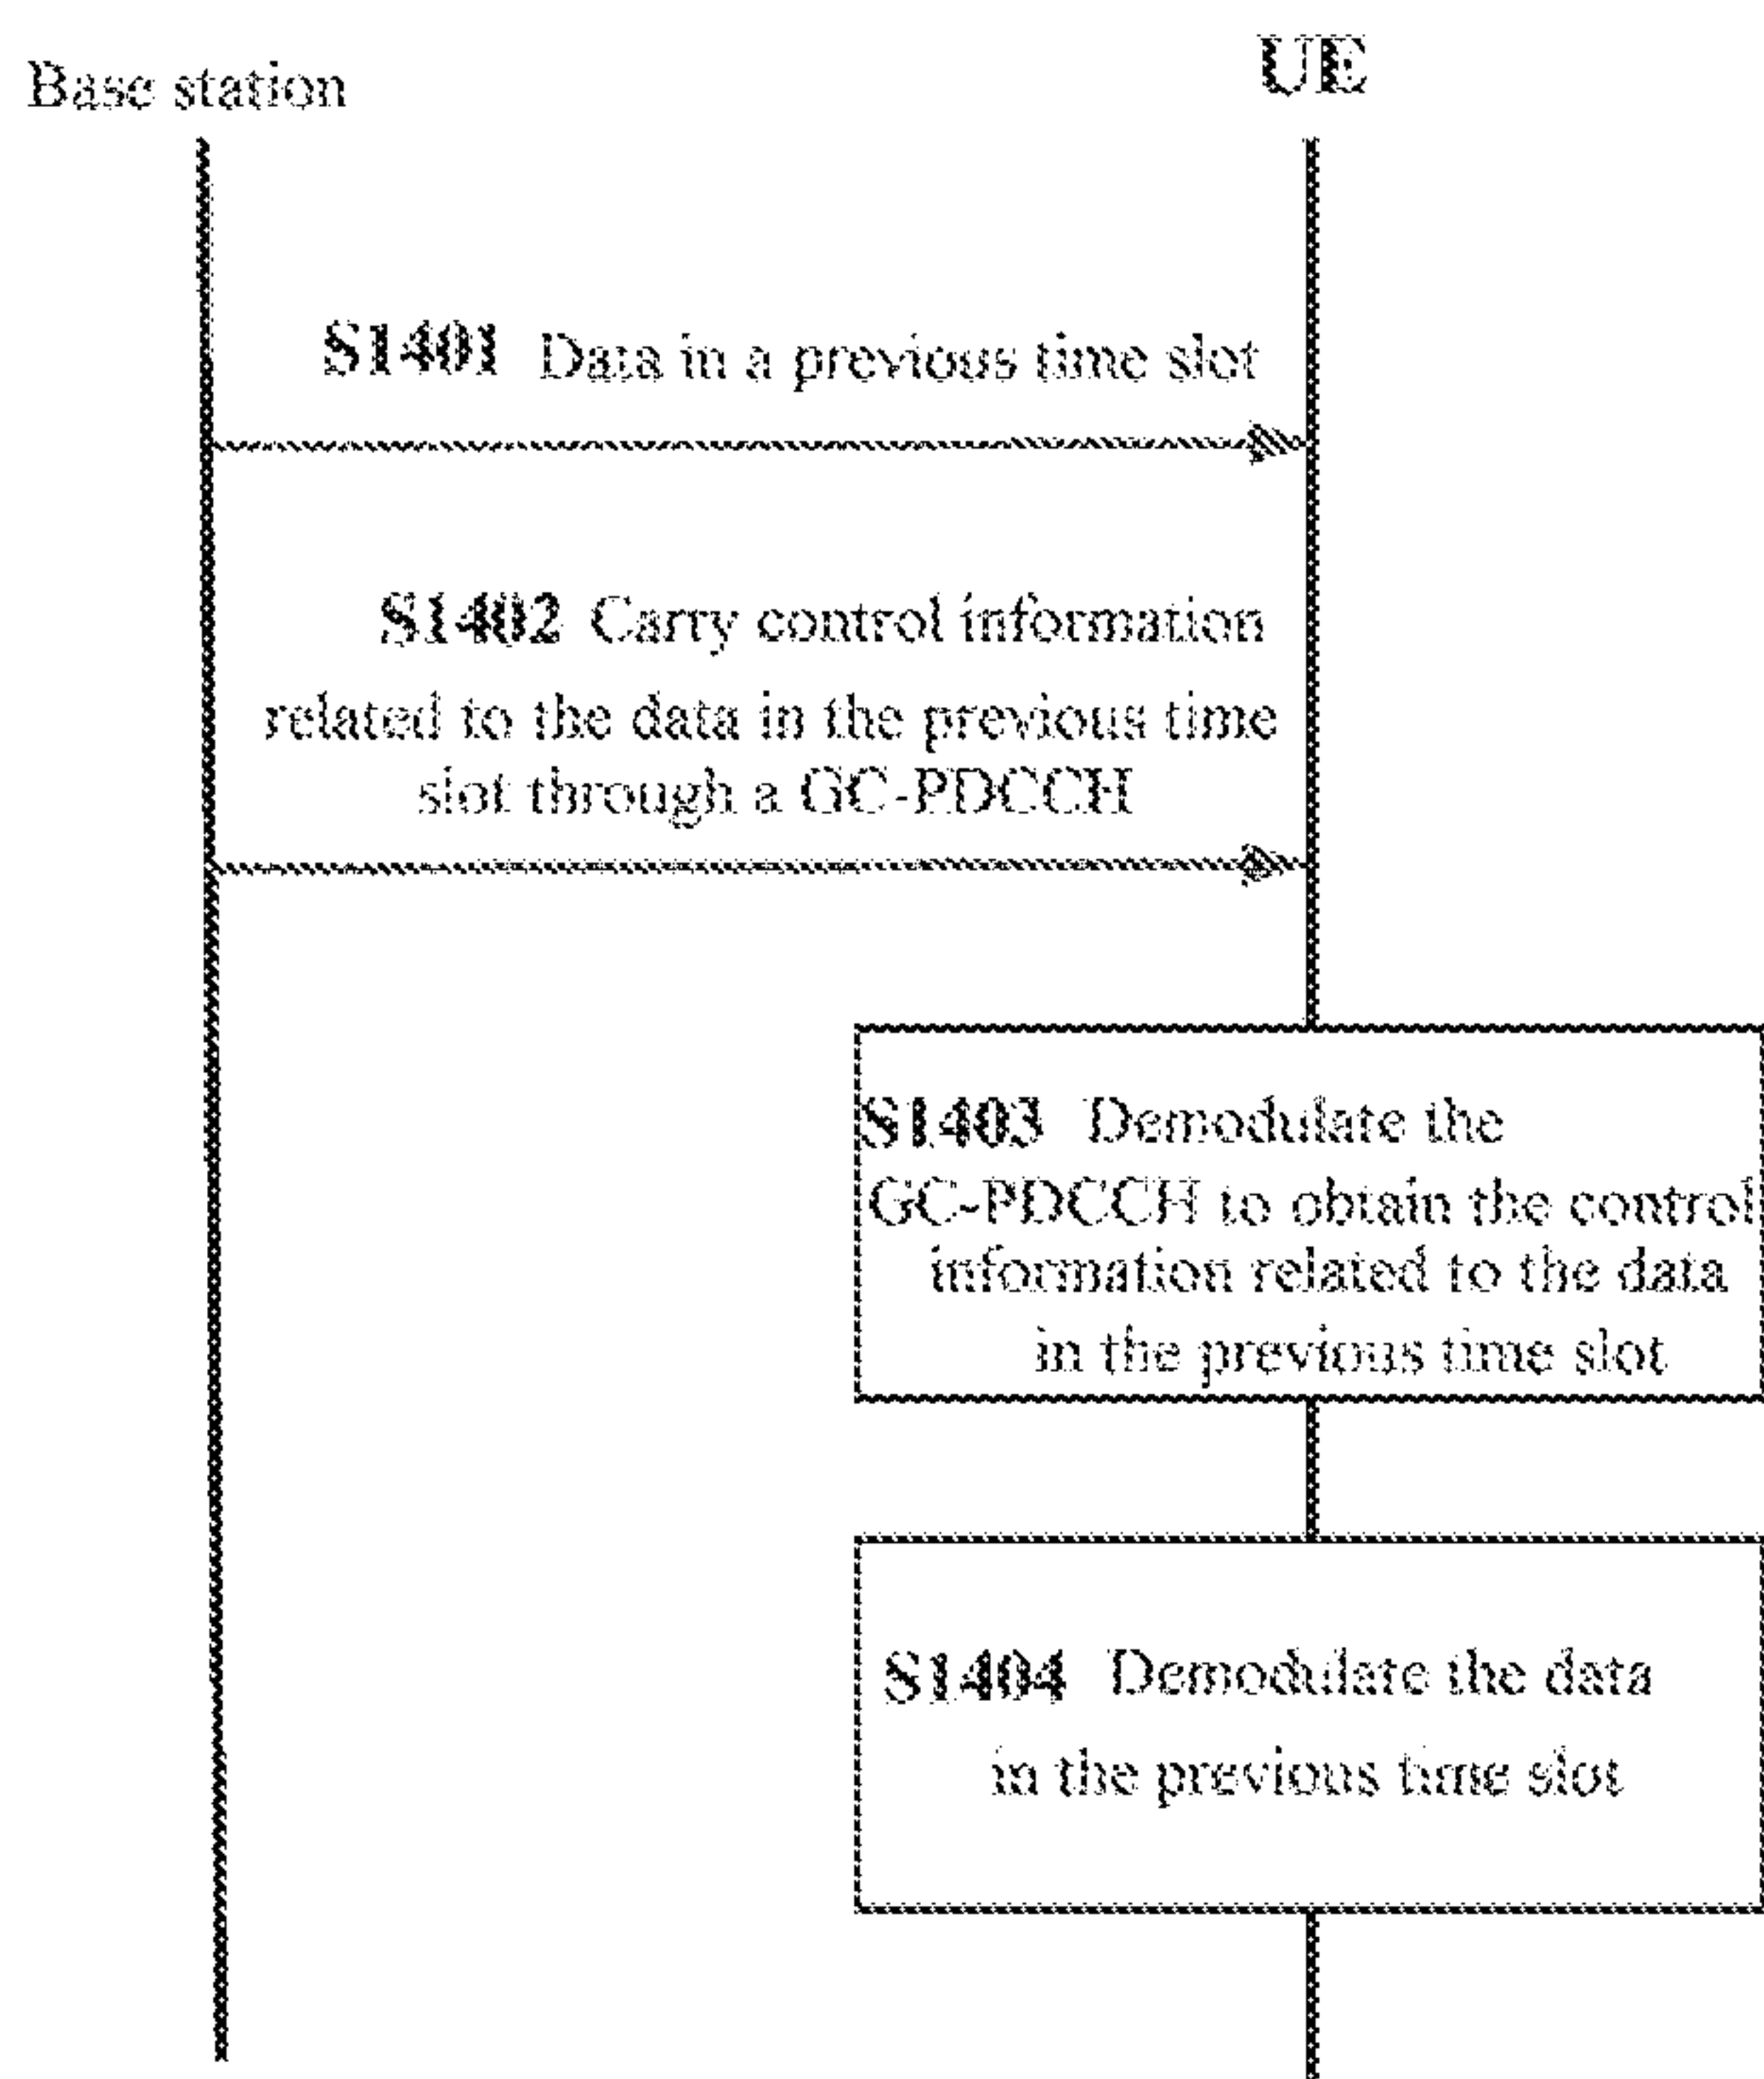 Base station
UE
S1401 Data in a previous time slot
S1402 Carry control information
related to the data in the previous time
slot through a GC-PDCCH
S1403 Demodulate the
GC-PDCCH to obtain the control
information related to the data
in the previous time slot
S1404 Demodulate the data
in the previous time slot